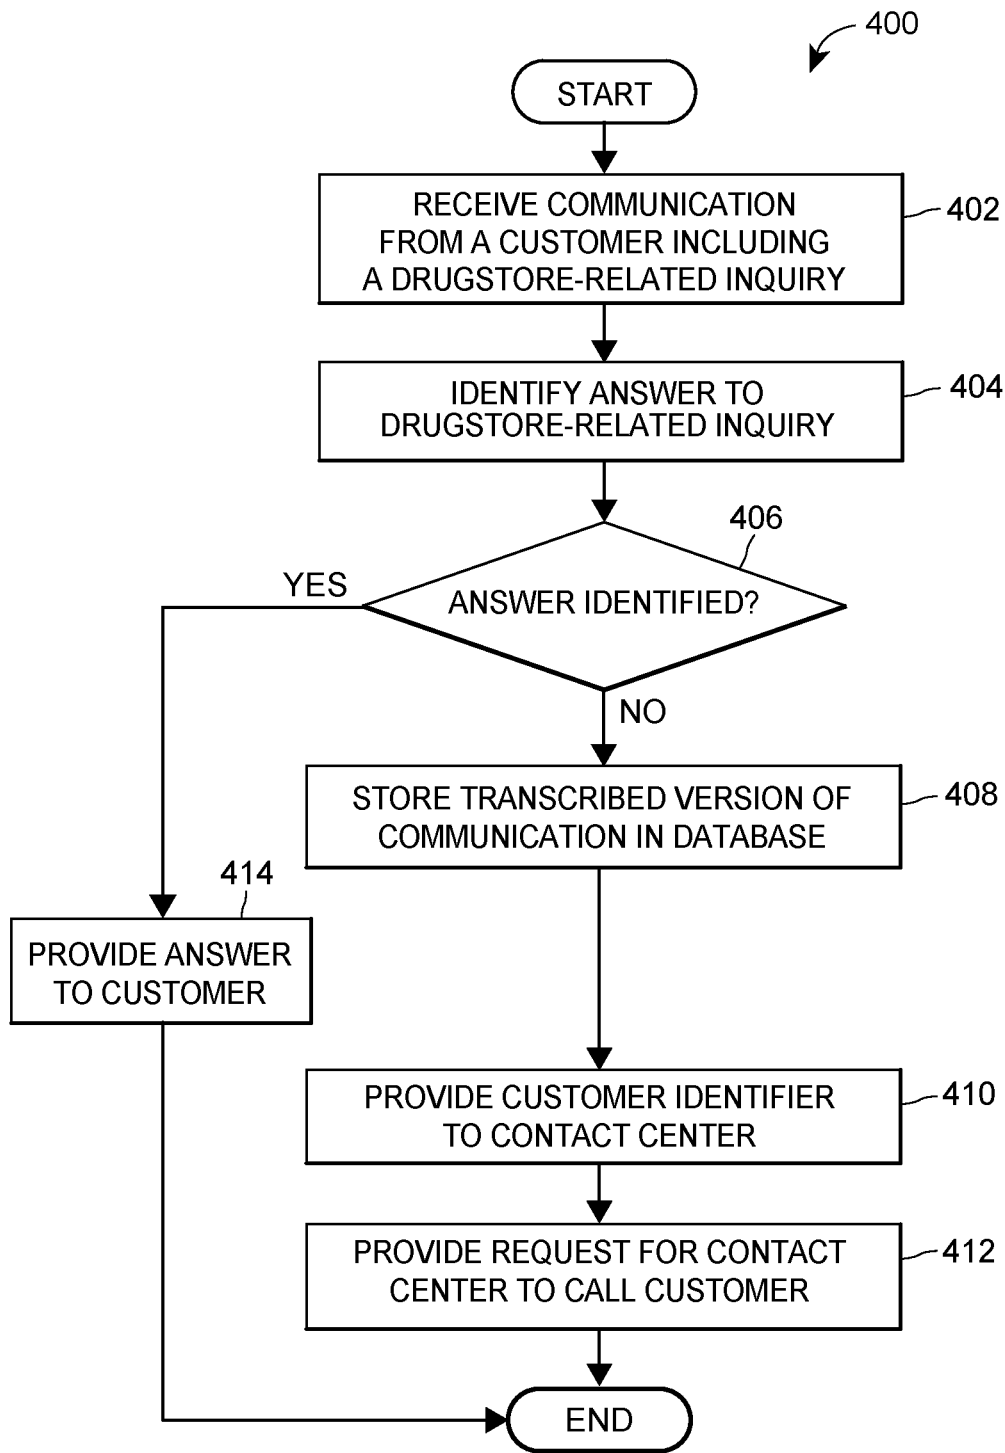 400
START
RECEIVE COMMUNICATION
FROM A CUSTOMER INCLUDING
A DRUGSTORE-RELATED INQUIRY
402
IDENTIFY ANSWER TO
DRUGSTORE-RELATED INQUIRY
404
406
ANSWER IDENTIFIED?
YES
NO
STORE TRANSCRIBED VERSION OF
COMMUNICATION IN DATABASE
408
414
PROVIDE ANSWER
TO CUSTOMER
PROVIDE CUSTOMER IDENTIFIER
TO CONTACT CENTER
410
PROVIDE REQUEST FOR CONTACT
CENTER TO CALL CUSTOMER
412
END